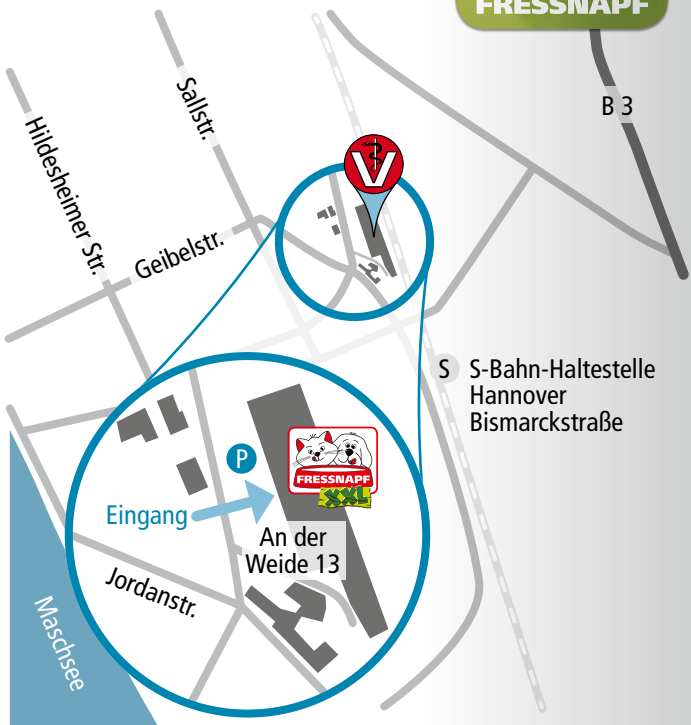 FRESSNAPF
B 3
Sallstr.
Hildesheimer Str.
V
Geibelstr.
S S-Bahn-Haltestelle
Hannover
Bismarckstraße
P
FRESSNAPF
XXL
Eingang
An der
Weide 13
Jordanstr.
Maschsee